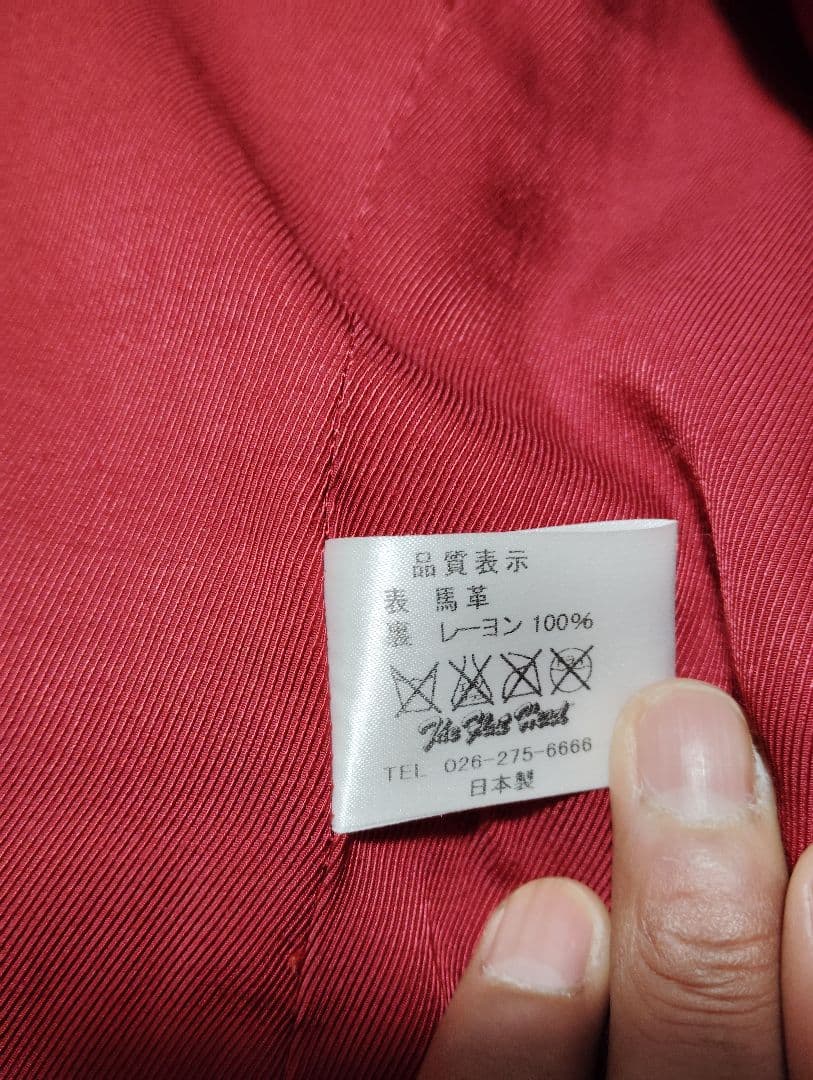 品質表示
表 馬革
裏 レーヨン 100%
The Flat Head
TEL 026-275-6666
日本製